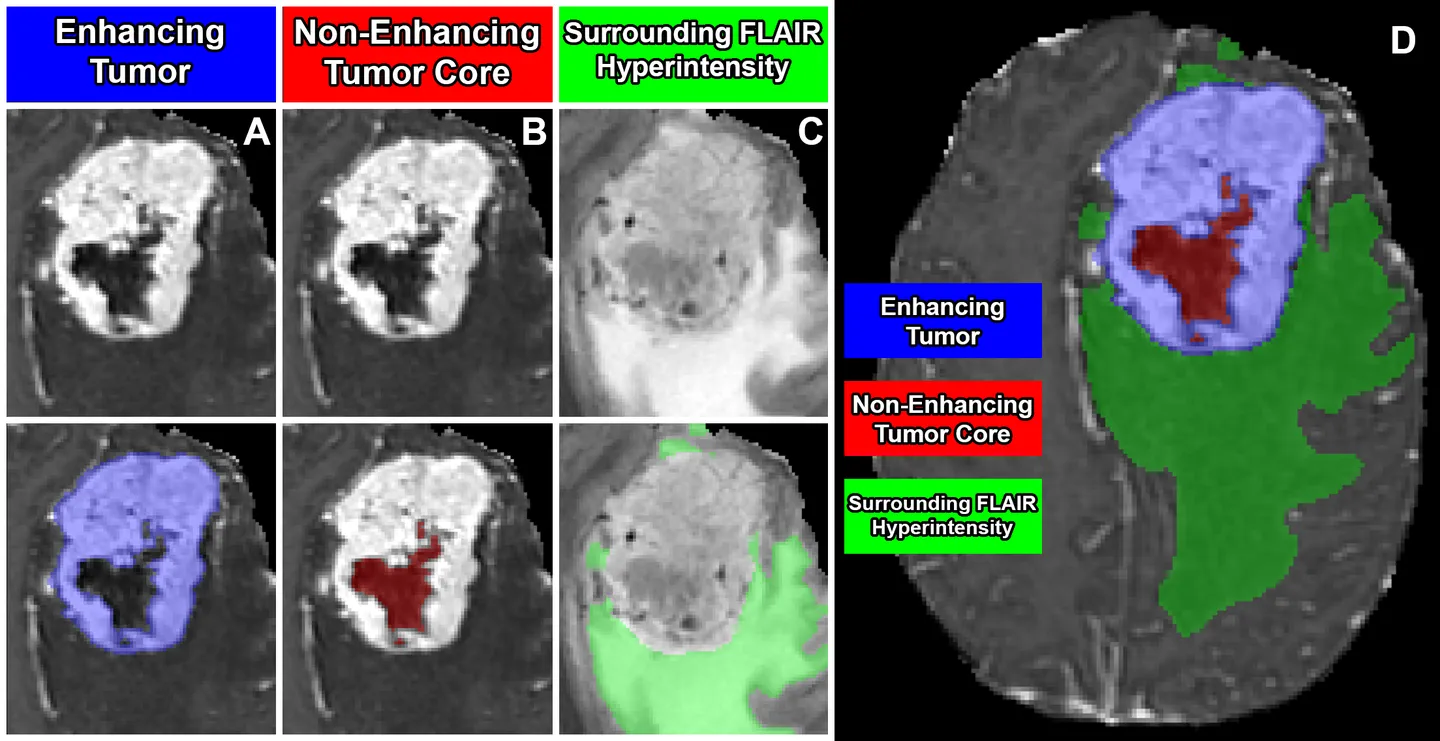 Enhancing
Tumor
Non-Enhancing
Tumor Core
Surrounding FLAIR
Hyperintensity
A
B
C
D
Enhancing
Tumor
Non-Enhancing
Tumor Core
Surrounding FLAIR
Hyperintensity